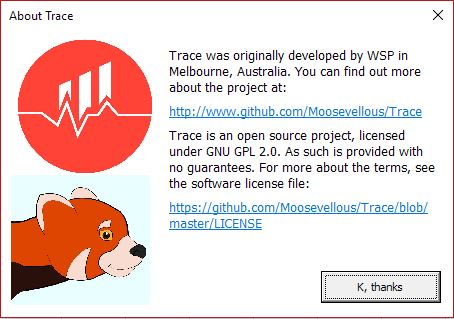 About Trace
Trace was originally developed by WSP in
Melbourne, Australia. You can find out more
about the project at:
http://www.github.com/Moosevellous/Trace
Trace is an open source project, licensed
under GNU GPL 2.0. As such is provided with
no guarantees. For more about the terms, see
the software license file:
https://github.com/Moosevellous/Trace/blob/
master/LICENSE
K, thanks